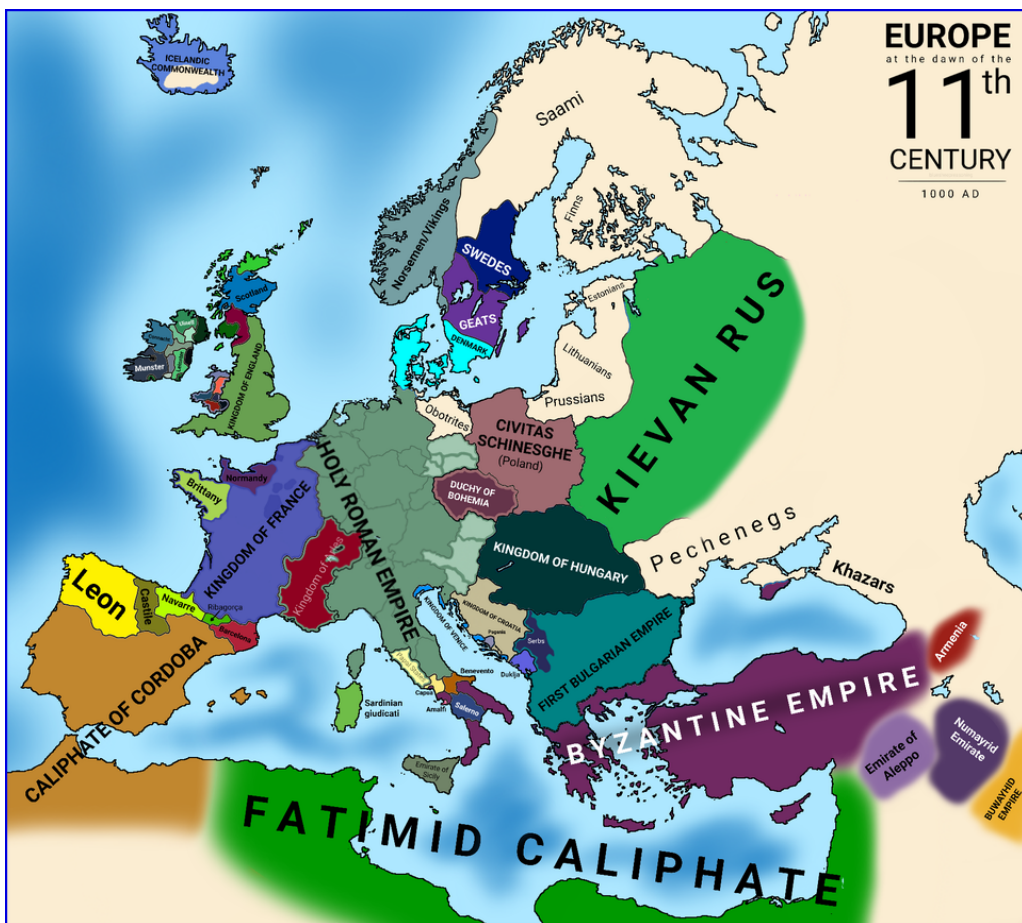 EUROPE
at the dawn of the
11th
CENTURY
1000 AD
ICELANDIC
COMMONWEALTH
Saami
Finns
Norsemen/Vikings
SWEDES
GEATS
DENMARK
Estonians
Lithuanians
Prussians
Obotrites
KIEVAN RUS
Scotland
Munster
KINGDOM OF ENGLAND
CIVITAS
SCHINESGHE
(Poland)
DUCHY OF
BOHEMIA
HOLY ROMAN EMPIRE
Normandy
Brittany
KINGDOM OF FRANCE
Kingdom of
KINGDOM OF HUNGARY
Pechenegs
Khazars
Leon
Castile
Navarre
Ribagorça
Barcelona
CALIPHATE OF CORDOBA
KINGDOM OF VENICE
KINGDOM OF CROATIA
Pagania
Serbs
Duklja
FIRST BULGARIAN EMPIRE
Benevento
Capua
Amalfi
Salerno
Sardinian
giudicati
Emirate of
Sicily
BYZANTINE EMPIRE
Armenia
Emirate of
Aleppo
Numayrid
Emirate
BUWAYHID
EMPIRE
FATIMID CALIPHATE